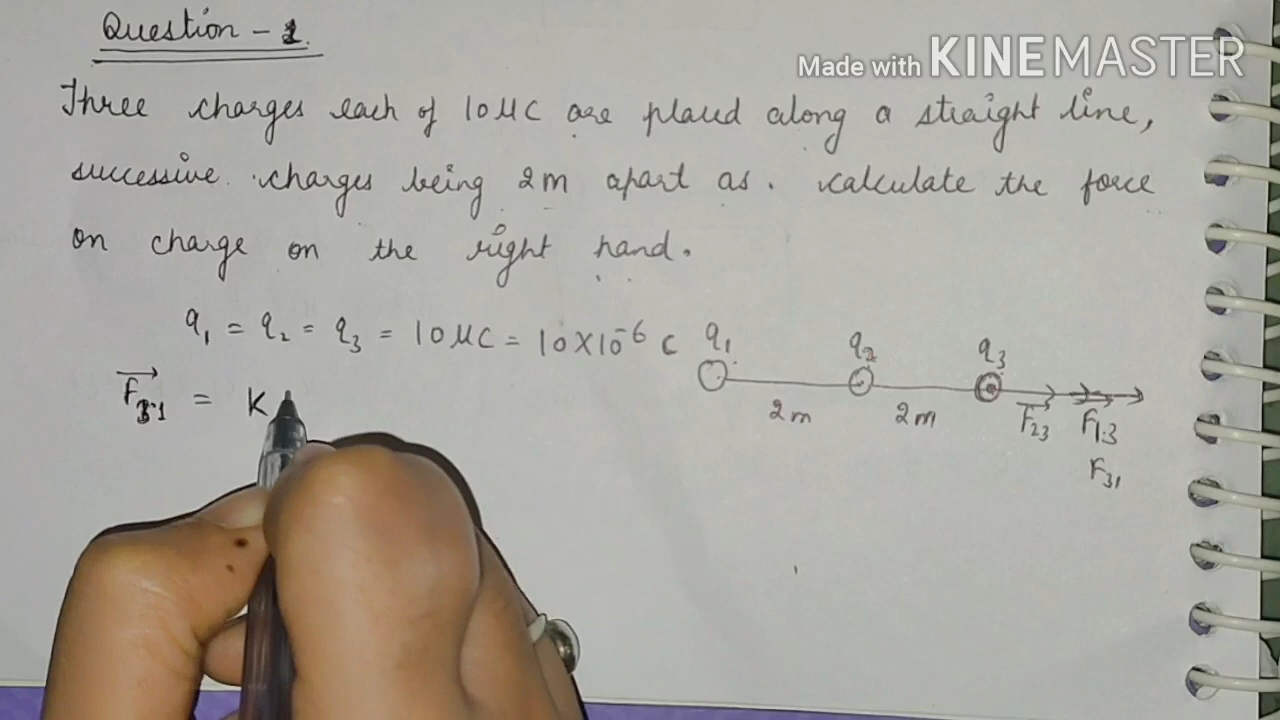 Question - 1.
Made with KINEMASTER
Three charges each of 10 μC are placed along a straight line,
successive charges being 2m apart as. calculate the force
on charge on the right hand.
q₁ = q₂ = q₃ = 10 μC = 10×10⁻⁶ C
q₁ q₂ q₃
2m 2m F₂₃ F₁₃
F₃₁
F₃₁ = K